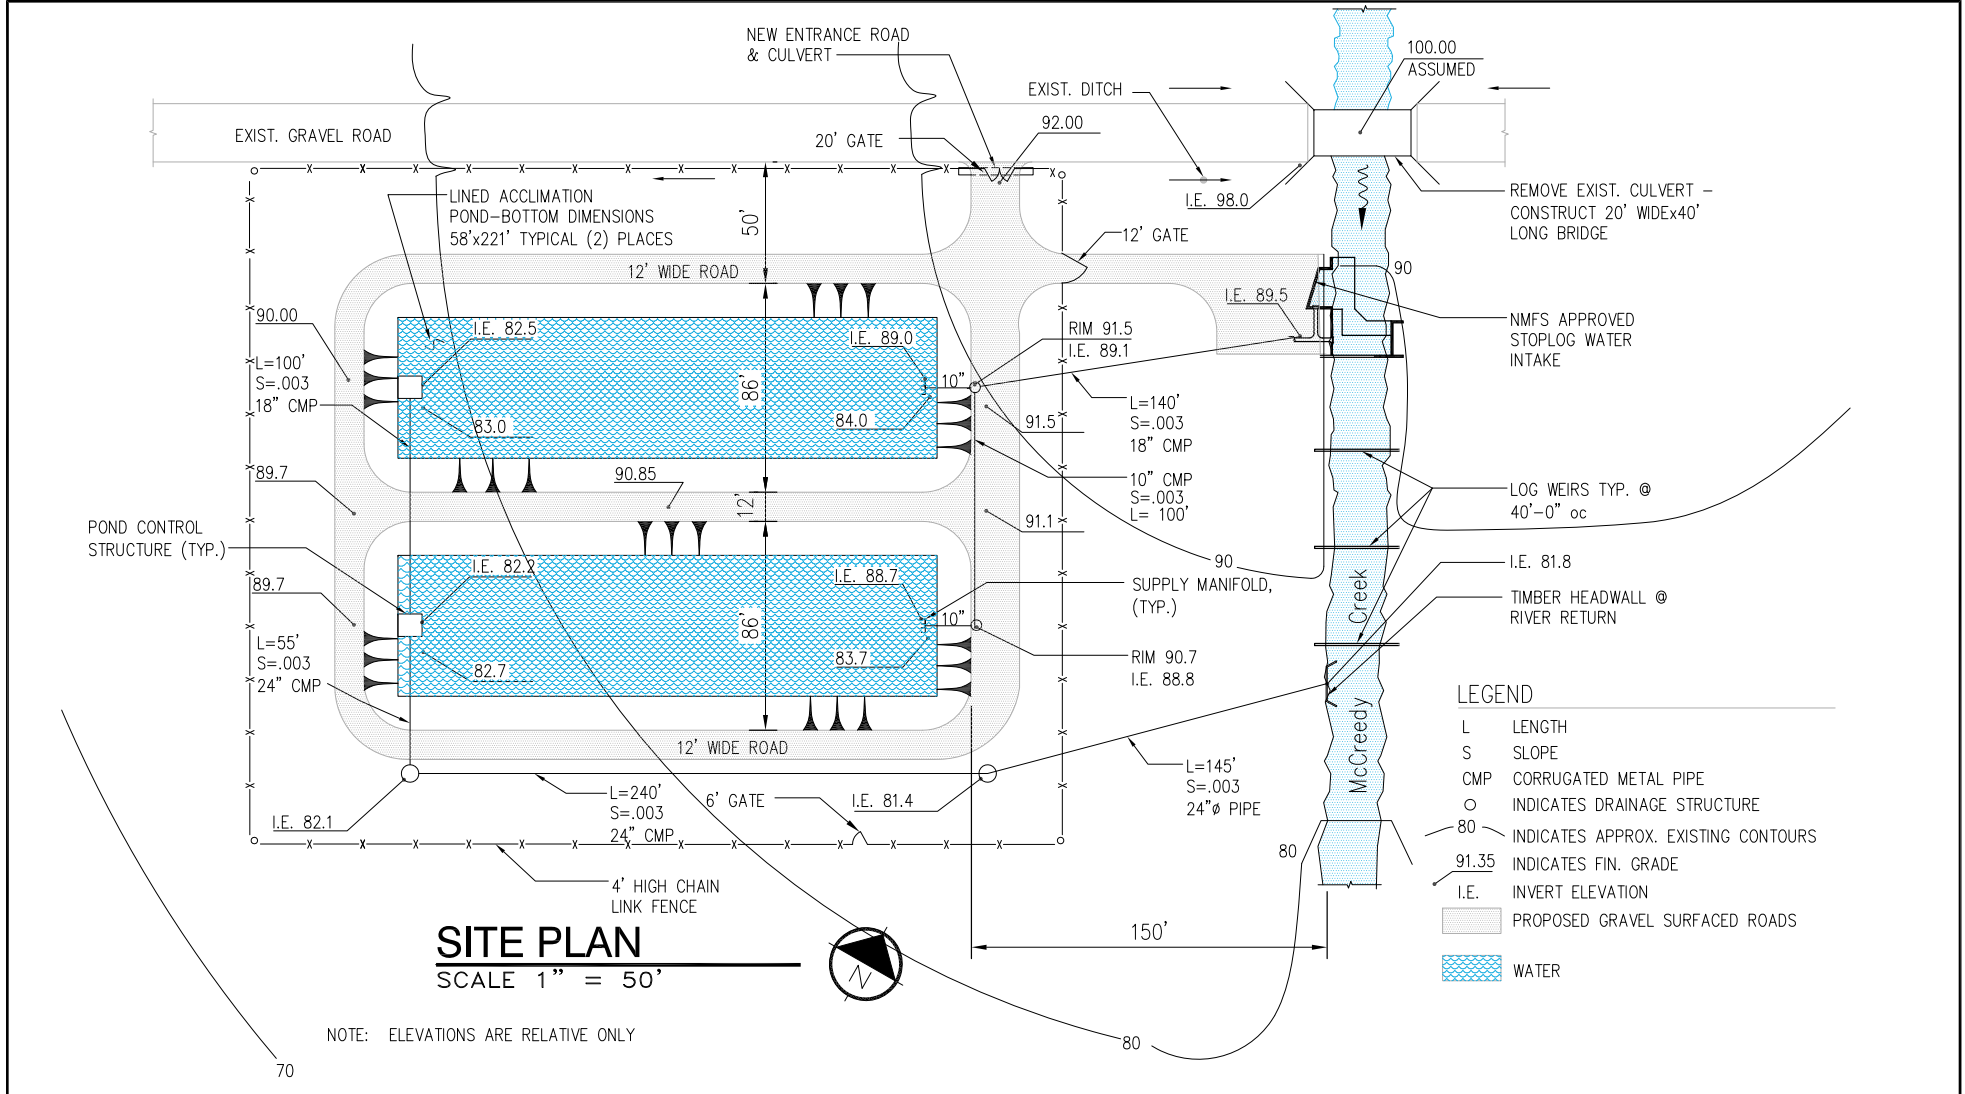 NEW ENTRANCE ROAD
& CULVERT
100.00
ASSUMED
EXIST. DITCH
92.00
EXIST. GRAVEL ROAD
20' GATE
LINED ACCLIMATION
POND-BOTTOM DIMENSIONS
58'x221' TYPICAL (2) PLACES
50'
I.E. 98.0
REMOVE EXIST. CULVERT -
CONSTRUCT 20' WIDEx40'
LONG BRIDGE
12' GATE
12' WIDE ROAD
90
I.E. 89.5
90.00
I.E. 82.5
I.E. 89.0
RIM 91.5
I.E. 89.1
NMFS APPROVED
STOPLOG WATER
INTAKE
L=100'
S=.003
18" CMP
86'
10"
83.0
84.0
91.5
L=140'
S=.003
18" CMP
89.7
90.85
12'
10" CMP
S=.003
L= 100'
91.1
LOG WEIRS TYP. @
40'-0" oc
POND CONTROL
STRUCTURE (TYP.)
I.E. 82.2
I.E. 88.7
90
SUPPLY MANIFOLD,
(TYP.)
I.E. 81.8
TIMBER HEADWALL @
RIVER RETURN
89.7
86'
10"
L=55'
S=.003
24" CMP
82.7
83.7
RIM 90.7
I.E. 88.8
McCreedy Creek
12' WIDE ROAD
L=240'
S=.003
24" CMP
6' GATE
I.E. 81.4
L=145'
S=.003
24"ø PIPE
I.E. 82.1
80
4' HIGH CHAIN
LINK FENCE
150'
LEGEND
L LENGTH
S SLOPE
CMP CORRUGATED METAL PIPE
INDICATES DRAINAGE STRUCTURE
80 INDICATES APPROX. EXISTING CONTOURS
91.35 INDICATES FIN. GRADE
I.E. INVERT ELEVATION
PROPOSED GRAVEL SURFACED ROADS
WATER
SITE PLAN
SCALE 1" = 50'
N
NOTE: ELEVATIONS ARE RELATIVE ONLY
80
70